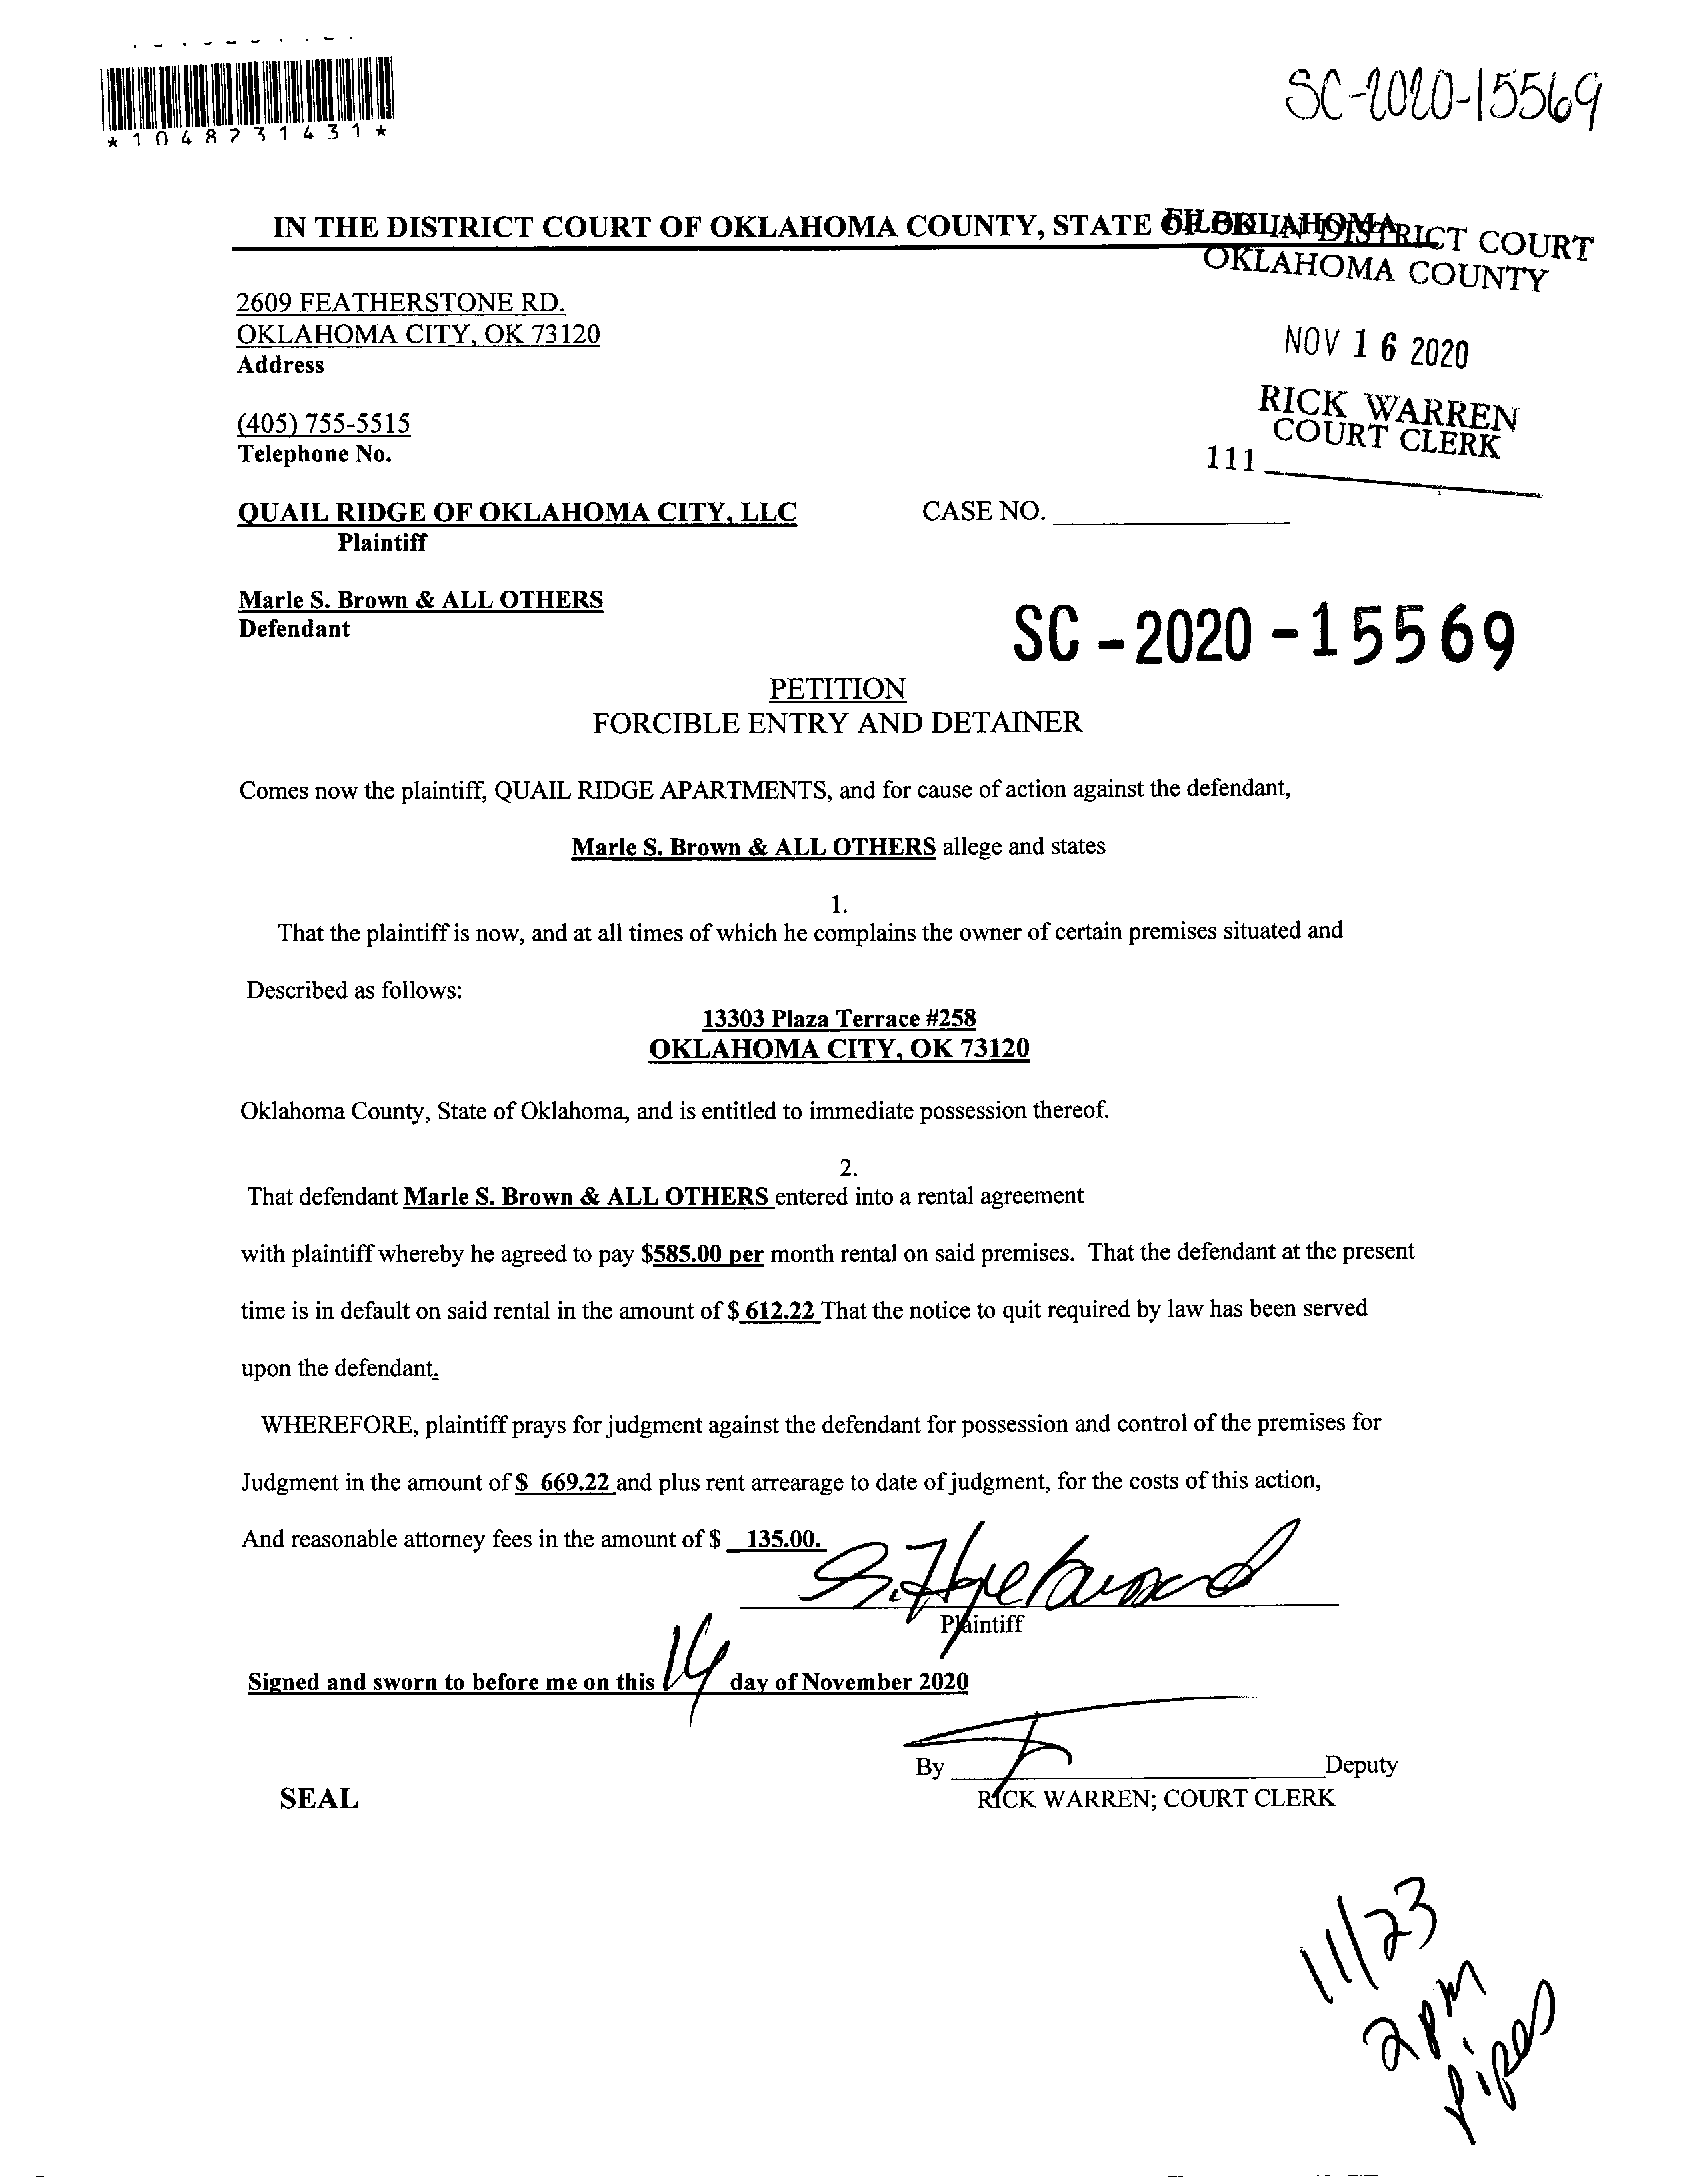 *1048231431*
SC-2020-15569
IN THE DISTRICT COURT OF OKLAHOMA COUNTY, STATE OF OKLAHOMA
FILED IN DISTRICT COURT
OKLAHOMA COUNTY
2609 FEATHERSTONE RD.
OKLAHOMA CITY, OK 73120
Address
NOV 16 2020
RICK WARREN
COURT CLERK
(405) 755-5515
Telephone No.
111
QUAIL RIDGE OF OKLAHOMA CITY, LLC CASE NO.
Plaintiff
Marle S. Brown & ALL OTHERS
Defendant
SC-2020-15569
PETITION
FORCIBLE ENTRY AND DETAINER
Comes now the plaintiff, QUAIL RIDGE APARTMENTS, and for cause of action against the defendant,
Marle S. Brown & ALL OTHERS allege and states
1.
That the plaintiff is now, and at all times of which he complains the owner of certain premises situated and
Described as follows:
13303 Plaza Terrace #258
OKLAHOMA CITY, OK 73120
Oklahoma County, State of Oklahoma, and is entitled to immediate possession thereof.
2.
That defendant Marle S. Brown & ALL OTHERS entered into a rental agreement
with plaintiff whereby he agreed to pay $585.00 per month rental on said premises. That the defendant at the present
time is in default on said rental in the amount of $ 612.22 That the notice to quit required by law has been served
upon the defendant.
WHEREFORE, plaintiff prays for judgment against the defendant for possession and control of the premises for
Judgment in the amount of $ 669.22 and plus rent arrearage to date of judgment, for the costs of this action,
And reasonable attorney fees in the amount of $ 135.00.
Plaintiff
Signed and sworn to before me on this day of November 2020
By Deputy
SEAL
RICK WARREN; COURT CLERK
11/23
2pm